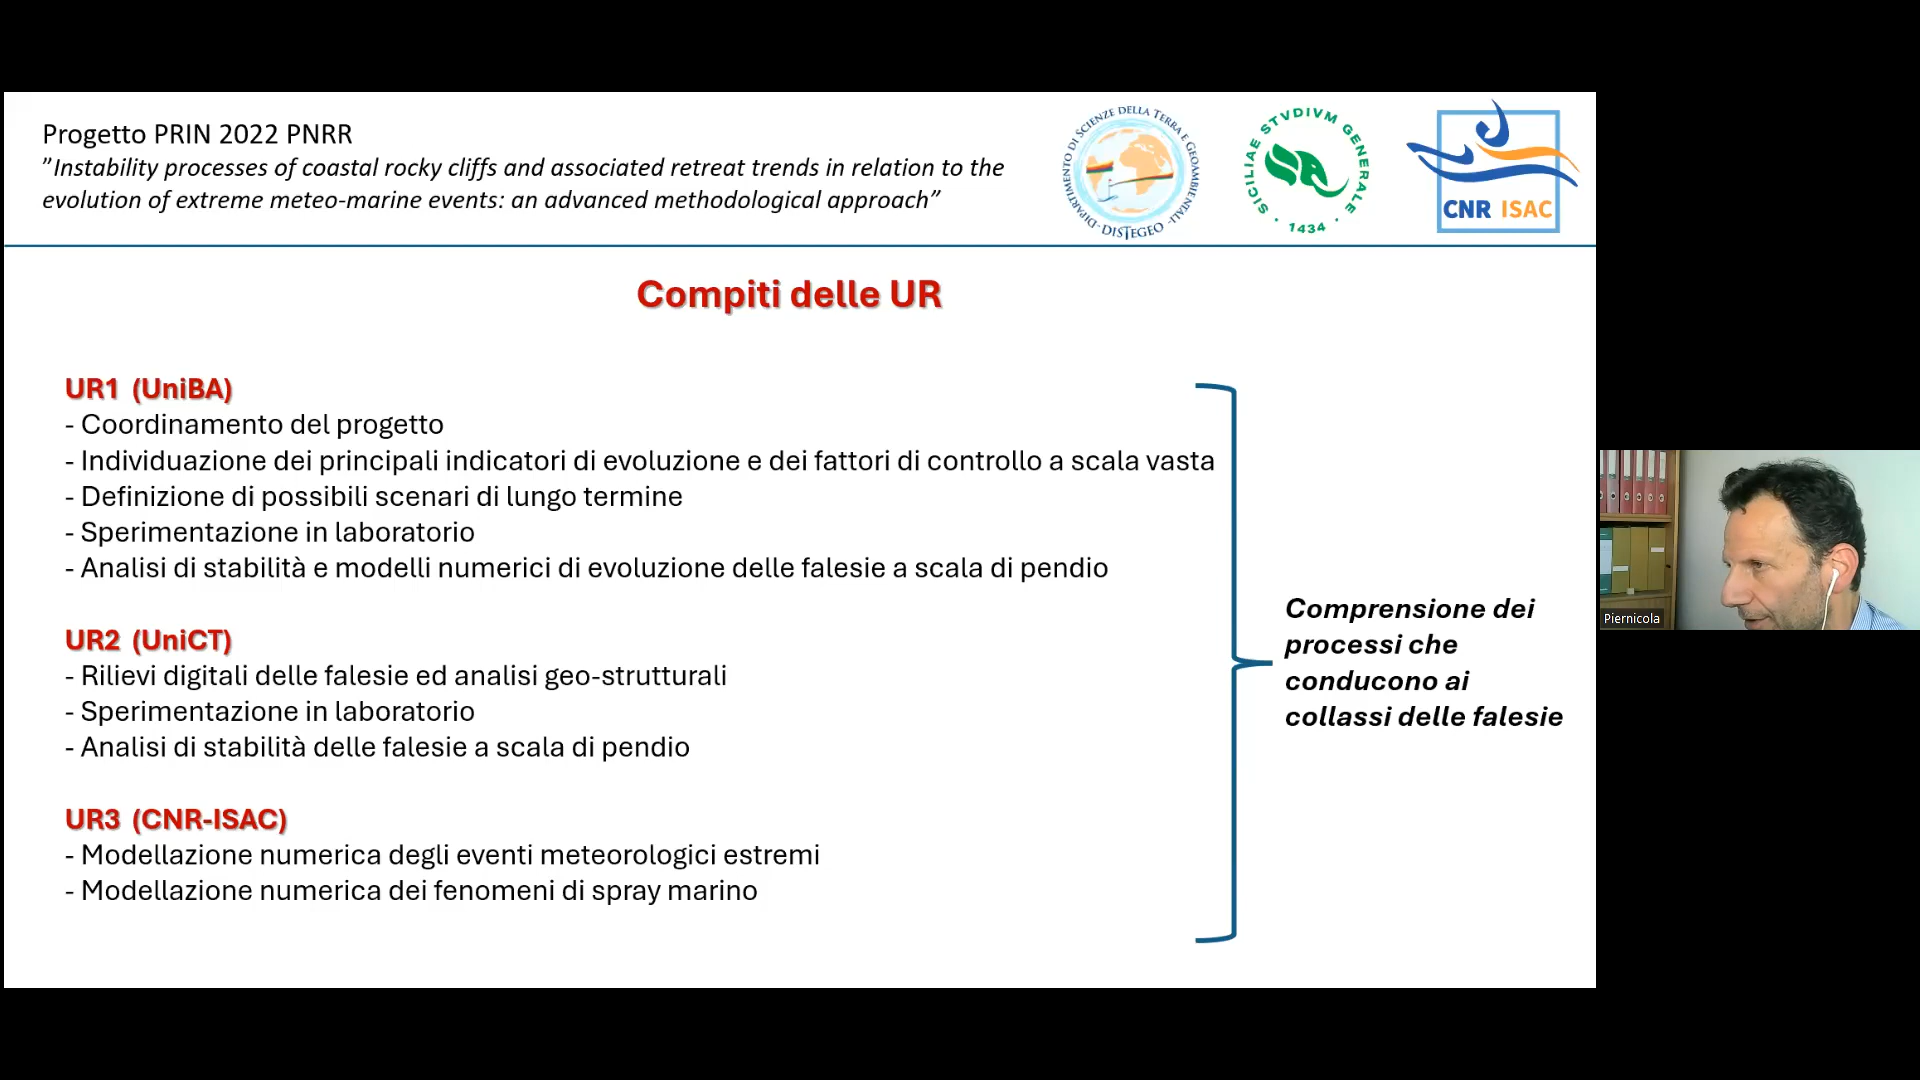 Progetto PRIN 2022 PNRR
”Instability processes of coastal rocky cliffs and associated retreat trends in relation to the
evolution of extreme meteo-marine events: an advanced methodological approach”
DIPARTIMENTO DI SCIENZE DELLA TERRA E GEOAMBIENTALI
DISTEGEO
SICILIAE STVDIVM GENERALE
1434
CNR ISAC
Compiti delle UR
UR1 (UniBA)
- Coordinamento del progetto
- Individuazione dei principali indicatori di evoluzione e dei fattori di controllo a scala vasta
- Definizione di possibili scenari di lungo termine
- Sperimentazione in laboratorio
- Analisi di stabilità e modelli numerici di evoluzione delle falesie a scala di pendio
UR2 (UniCT)
- Rilievi digitali delle falesie ed analisi geo-strutturali
- Sperimentazione in laboratorio
- Analisi di stabilità delle falesie a scala di pendio
UR3 (CNR-ISAC)
- Modellazione numerica degli eventi meteorologici estremi
- Modellazione numerica dei fenomeni di spray marino
Comprensione dei
processi che
conducono ai
collassi delle falesie
Piernicola